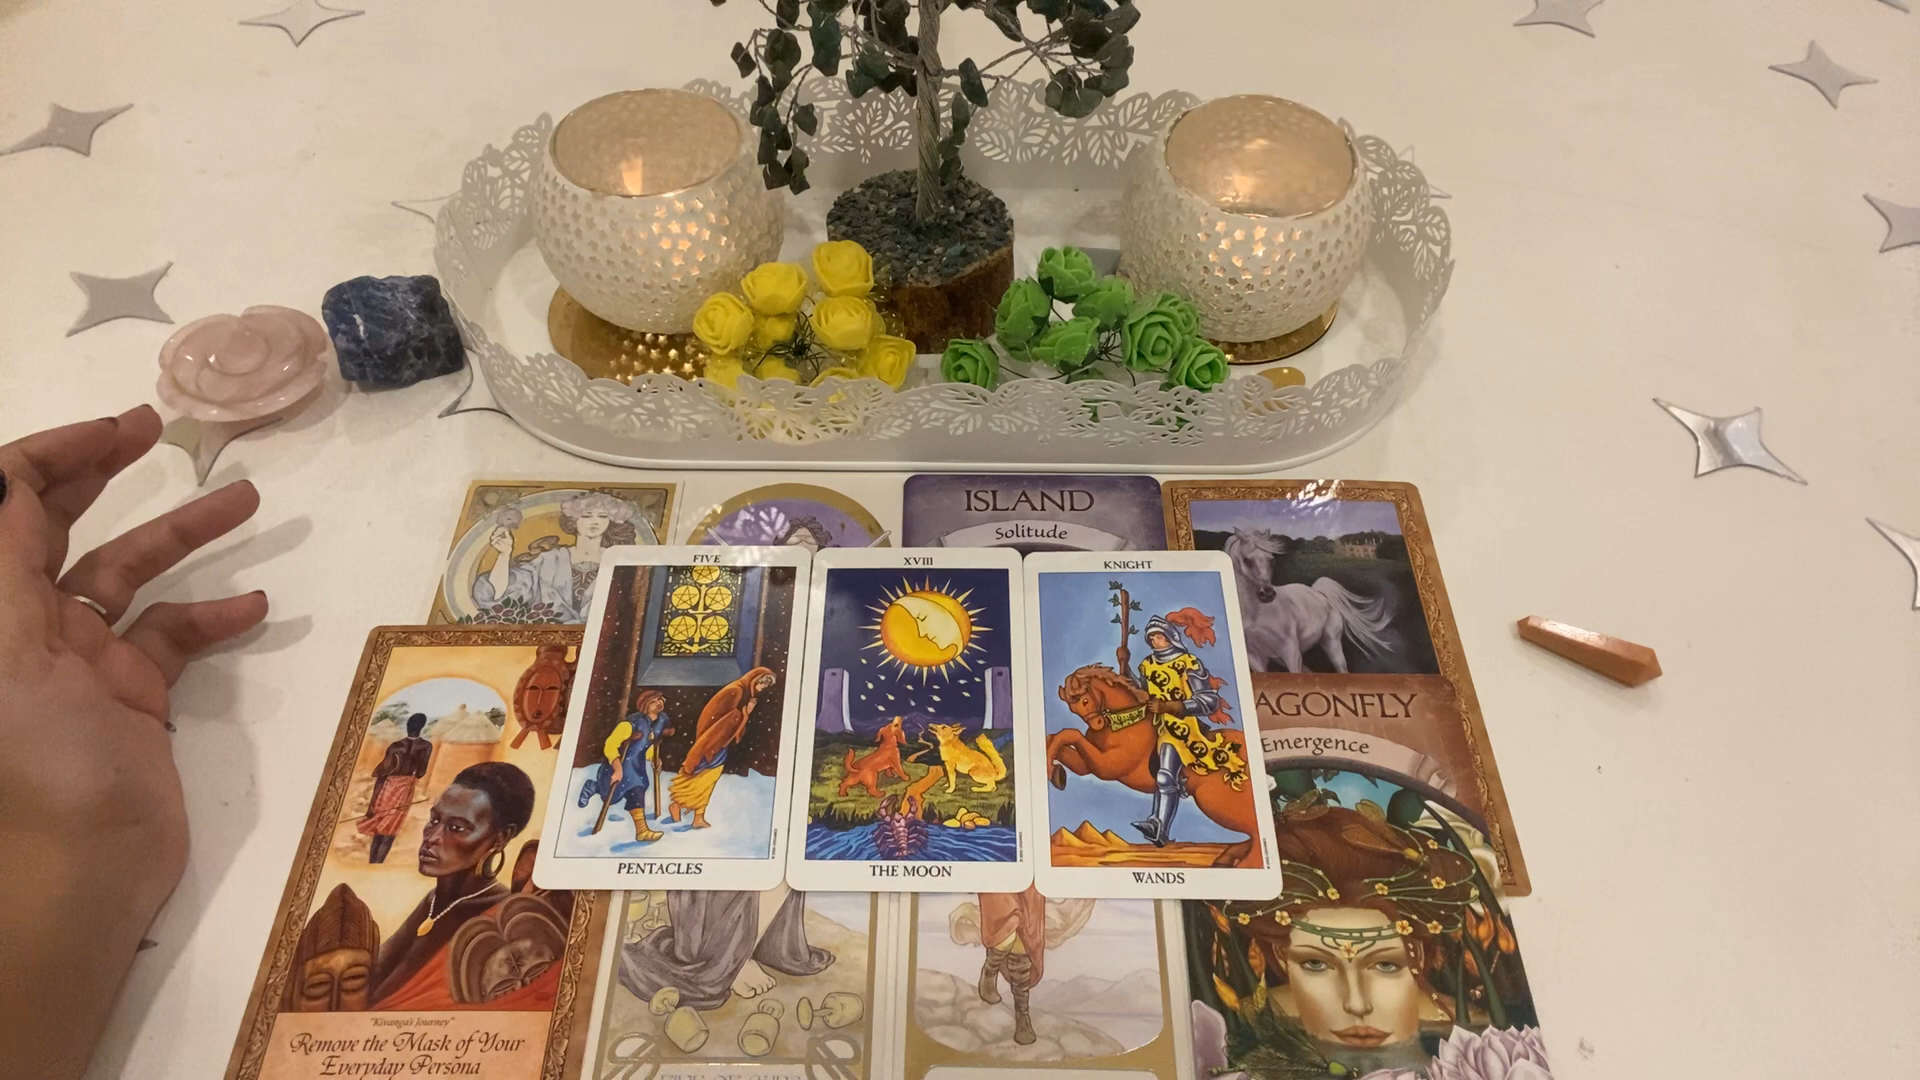 ISLAND
Solitude
FIVE
PENTACLES
XVIII
THE MOON
KNIGHT
WANDS
AGONFLY
Emergence
"Kivanga's Journey"
Remove the Mask of Your
Everyday Persona